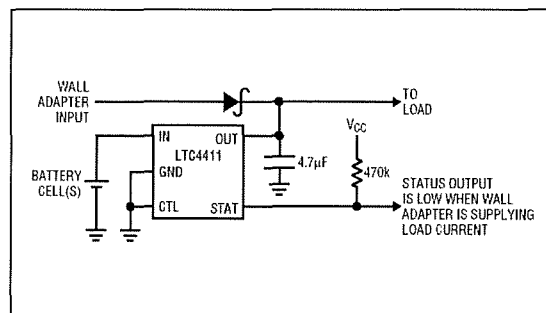 WALL
ADAPTER
INPUT
TO
LOAD
IN
OUT
VCC
LTC4411
BATTERY
CELL(S)
GND
4.7µF
470k
CTL
STAT
STATUS OUTPUT
IS LOW WHEN WALL
ADAPTER IS SUPPLYING
LOAD CURRENT